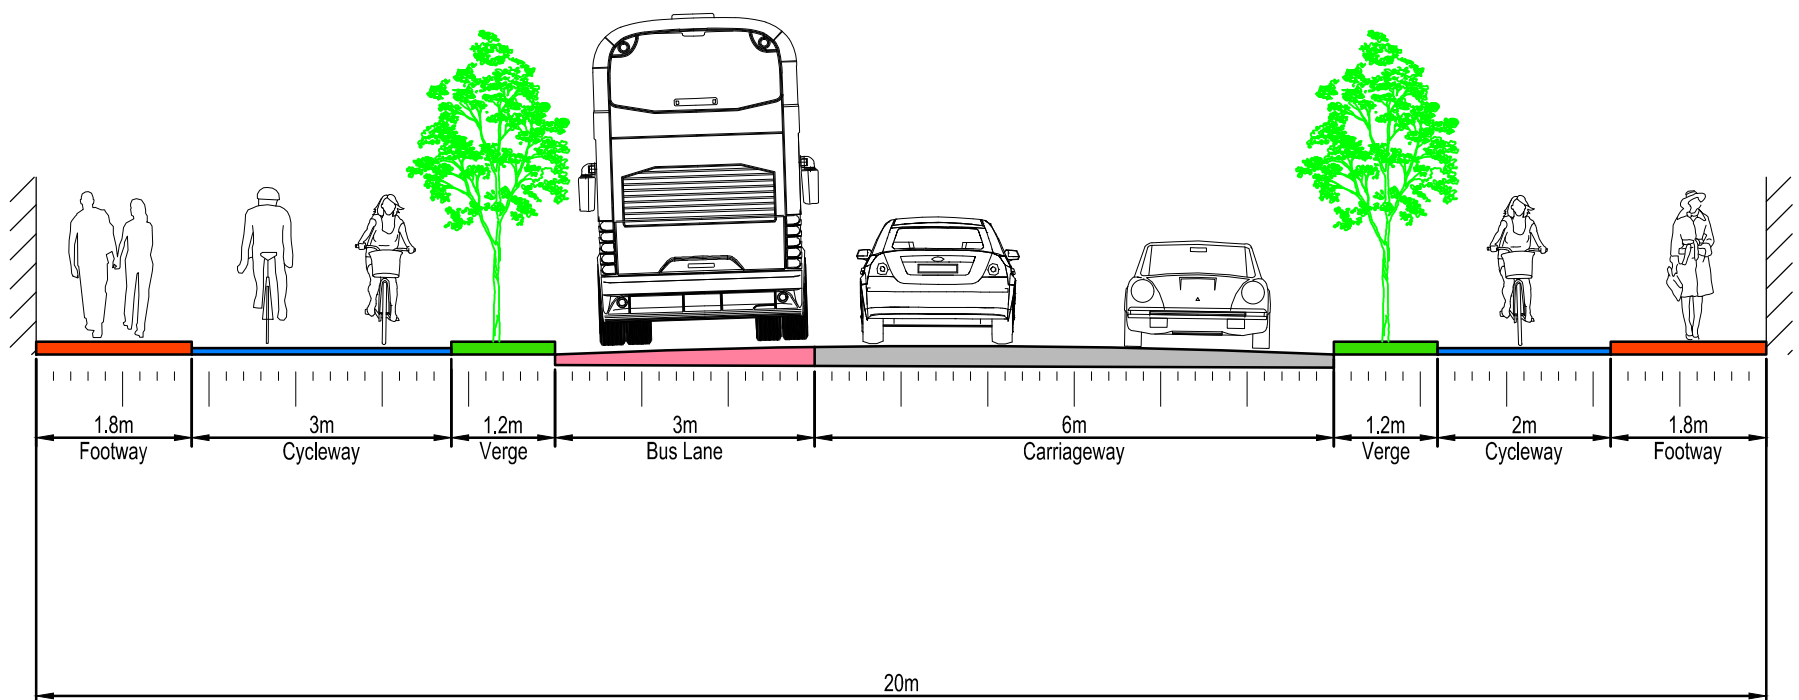 1.8m 3m 1.2m 3m 6m 1.2m 2m 1.8m
Footway Cycleway Verge Bus Lane Carriageway Verge Cycleway Footway
20m